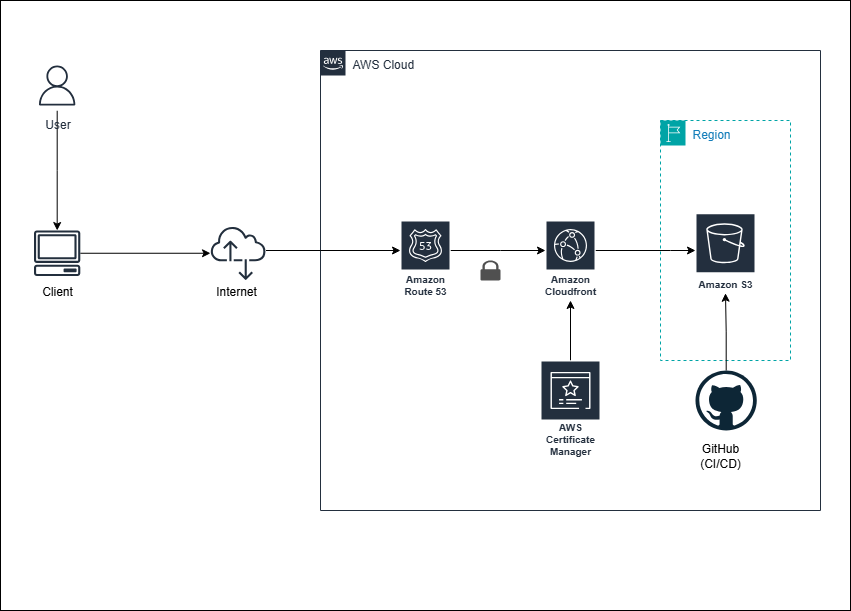 aws
AWS Cloud
User
Region
53
Client
Internet
Amazon
Route 53
Amazon
Cloudfront
Amazon S3
AWS
Certificate
Manager
GitHub
(CI/CD)